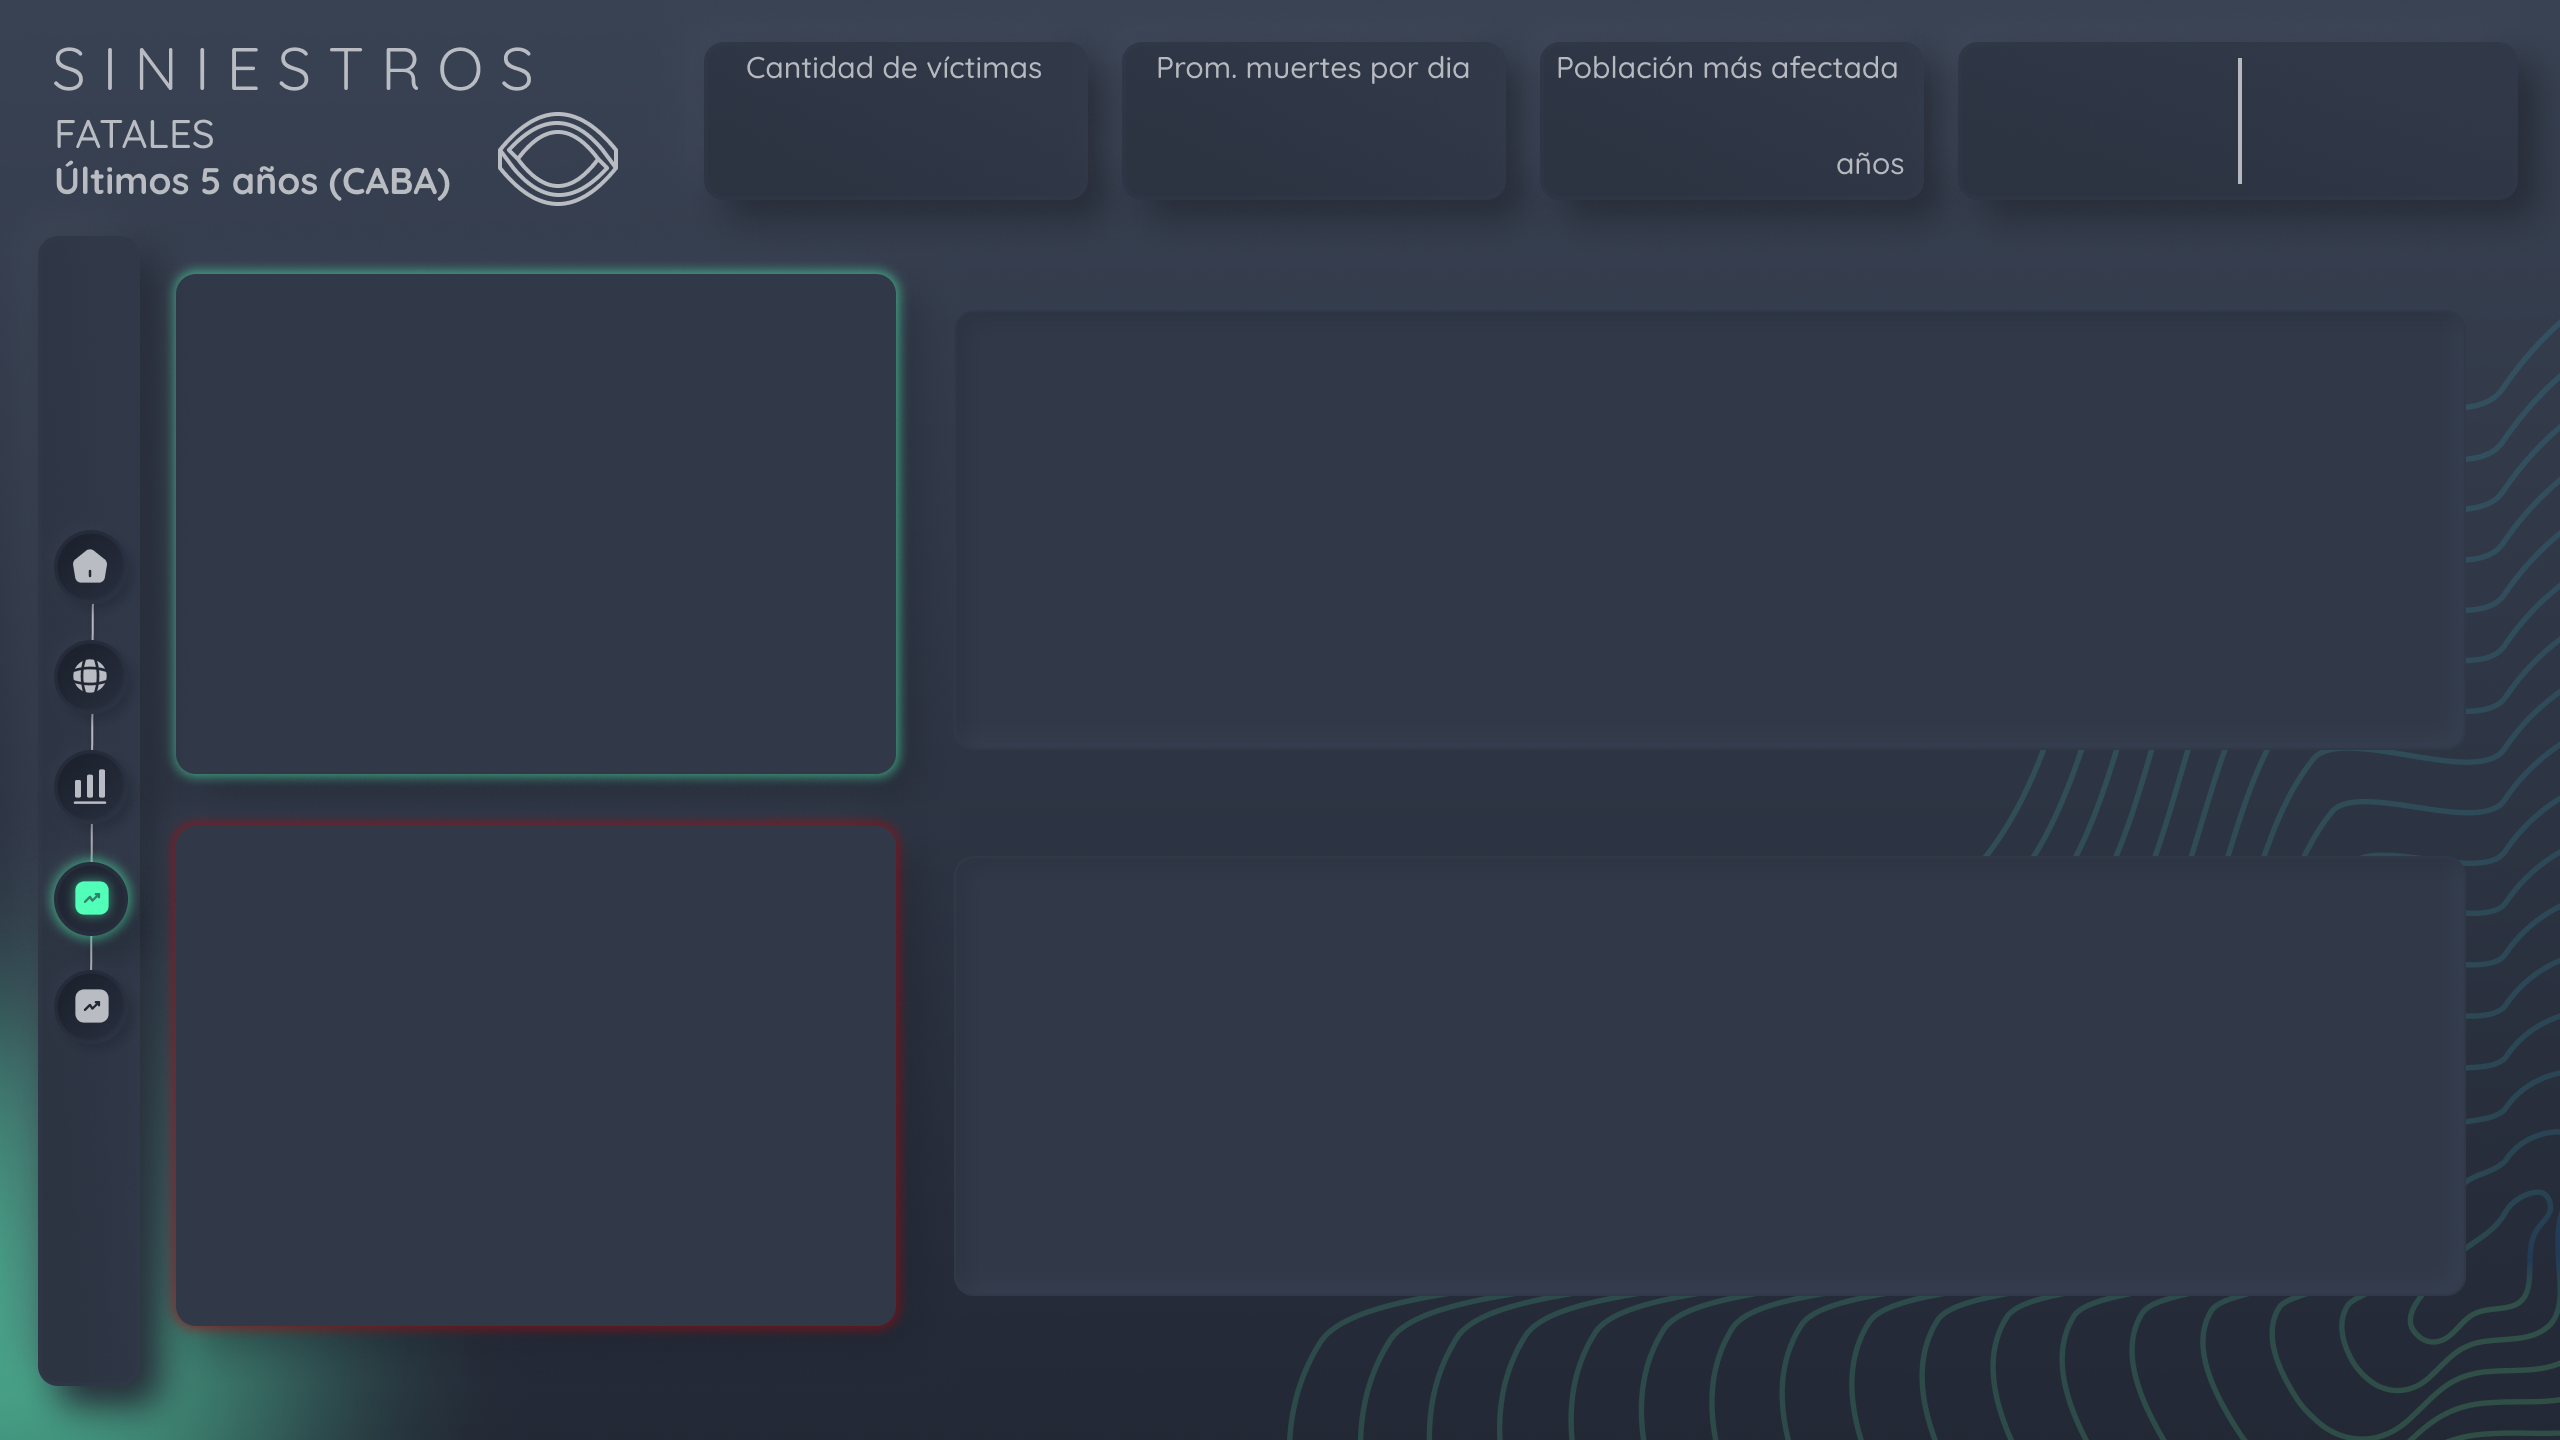 SINIESTROS
FATALES
Últimos 5 años (CABA)
Cantidad de víctimas
Prom. muertes por dia
Población más afectada
años